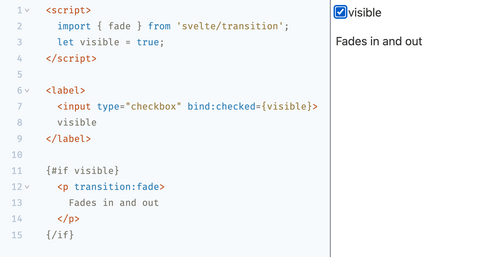 1 <script>
2   import { fade } from 'svelte/transition';
3   let visible = true;
4 </script>
5
6 <label>
7   <input type="checkbox" bind:checked={visible}>
8   visible
9 </label>
10
11 {#if visible}
12   <p transition:fade>
13     Fades in and out
14   </p>
15 {/if}
visible
Fades in and out